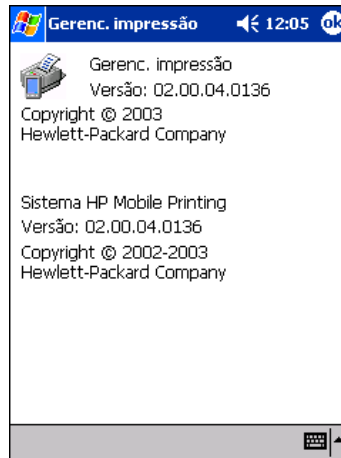 Gerenc. impressão 12:05 ok
Gerenc. impressão
Versão: 02.00.04.0136
Copyright © 2003
Hewlett-Packard Company
Sistema HP Mobile Printing
Versão: 02.00.04.0136
Copyright © 2002-2003
Hewlett-Packard Company